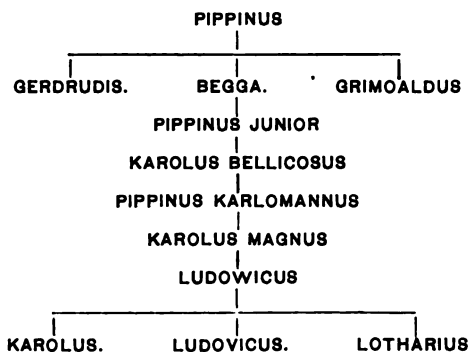 PIPPINUS
GERDRUDIS. BEGGA. GRIMOALDUS
PIPPINUS JUNIOR
KAROLUS BELLICOSUS
PIPPINUS KARLOMANNUS
KAROLUS MAGNUS
LUDOWICUS
KAROLUS. LUDOVICUS. LOTHARIUS